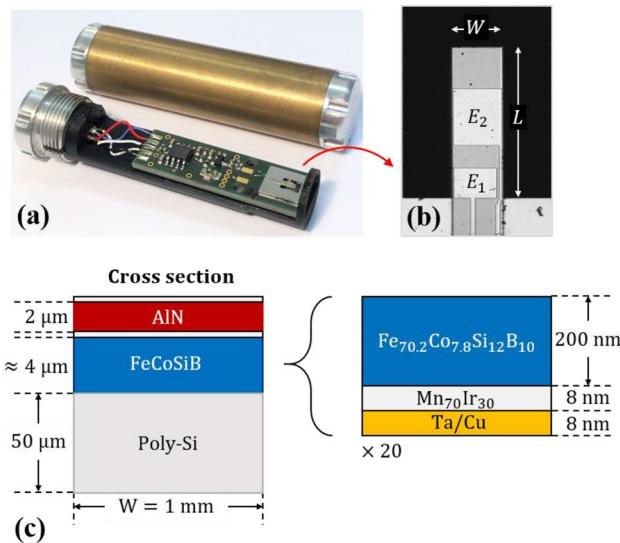 (a)
W
L
E₂
E₁
(b)
Cross section
2 μm
AlN
≈ 4 μm
FeCoSiB
50 μm
Poly-Si
W = 1 mm
(c)
Fe₇₀.₂Co₇.₈Si₁₂B₁₀
200 nm
Mn₇₀Ir₃₀
8 nm
Ta/Cu
8 nm
× 20